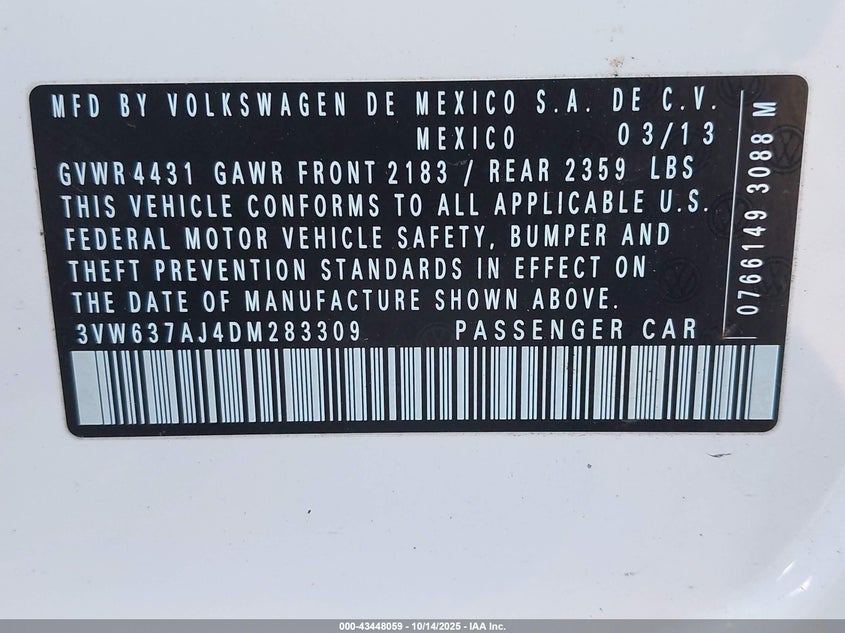 MFD BY VOLKSWAGEN DE MEXICO S.A. DE C.V.
MEXICO 03/13
GVWR 4431 GAWR FRONT 2183 / REAR 2359 LBS
THIS VEHICLE CONFORMS TO ALL APPLICABLE U.S.
FEDERAL MOTOR VEHICLE SAFETY, BUMPER AND
THEFT PREVENTION STANDARDS IN EFFECT ON
THE DATE OF MANUFACTURE SHOWN ABOVE.
3VW637AJ4DM283309 PASSENGER CAR
0766149 3088 M
000-43448059 - 10/14/2025 - IAA Inc.